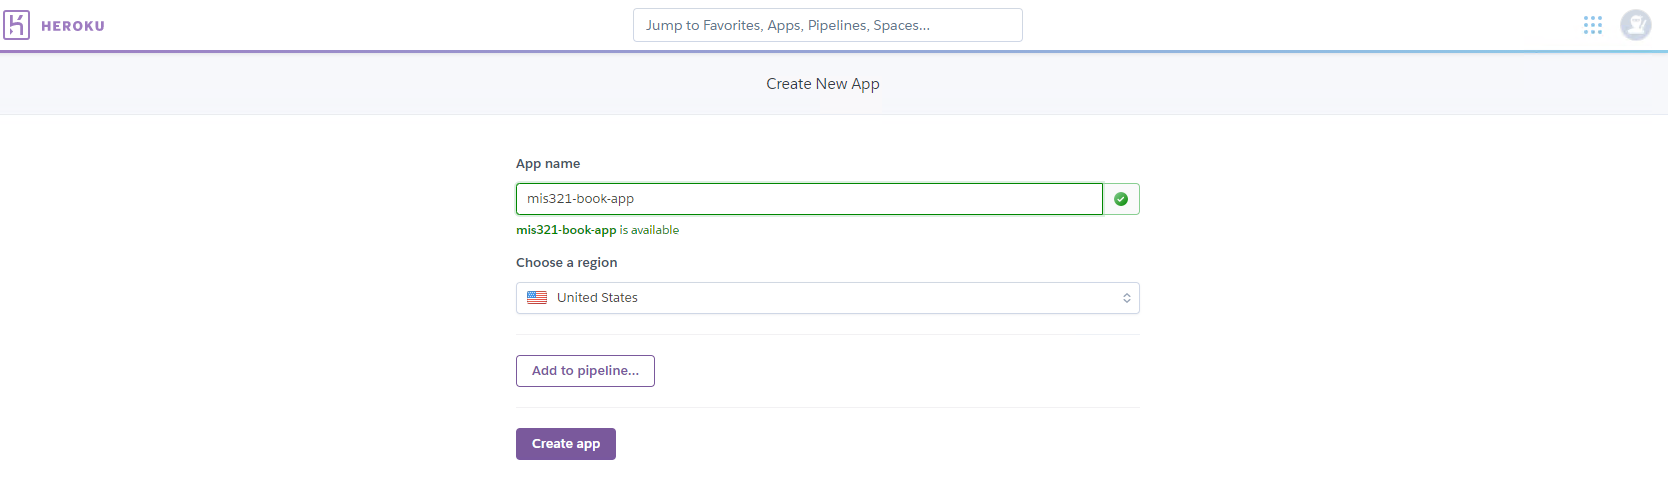 HEROKU
Jump to Favorites, Apps, Pipelines, Spaces...
Create New App
App name
mis321-book-app
mis321-book-app is available
Choose a region
United States
Add to pipeline...
Create app